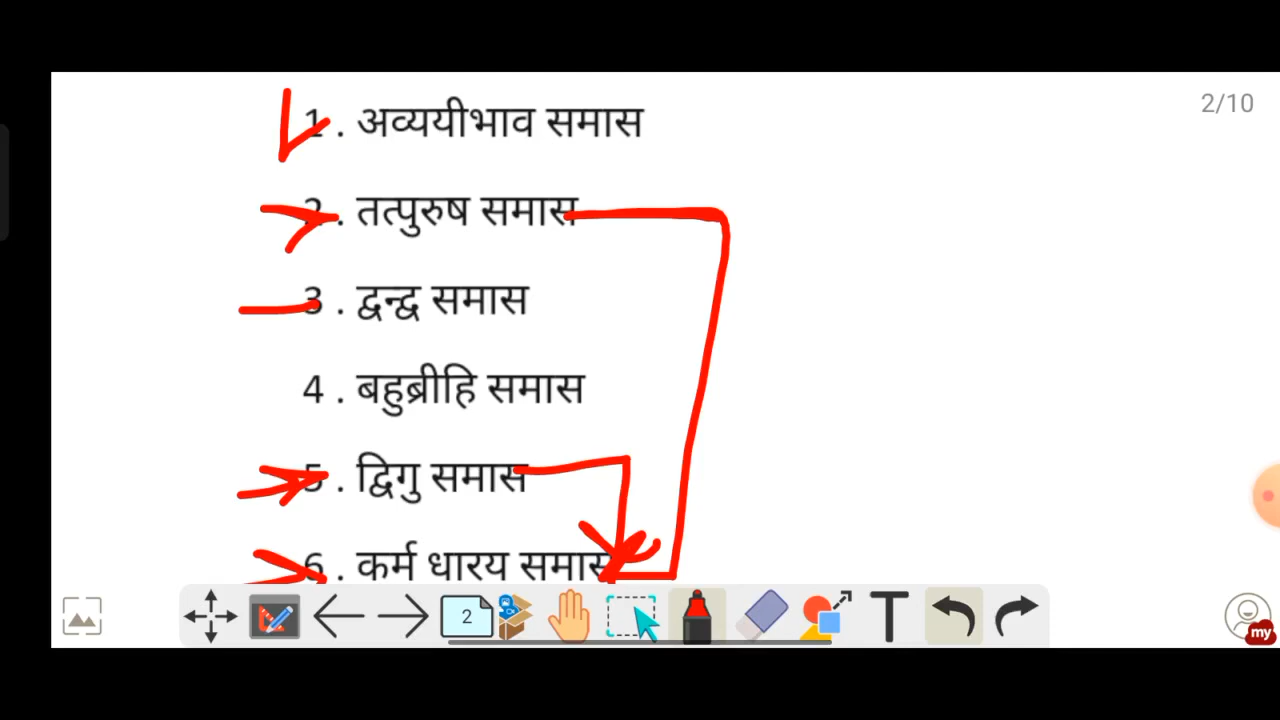 2/10
1 . अव्ययीभाव समास
2 . तत्पुरुष समास
3 . द्वन्द्व समास
4 . बहुब्रीहि समास
5 . द्विगु समास
6 . कर्म धारय समास
2
T
my